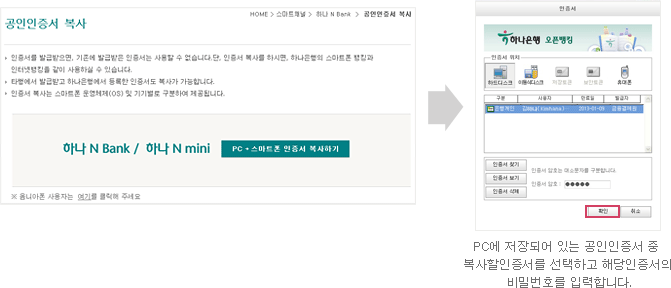 공인인증서 복사
HOME > 스마트채널 > 하나 N Bank > 공인인증서 복사
인증서를 발급받으면, 기존에 발급받은 인증서는 사용할 수 없습니다.단, 인증서 복사를 하시면, 하나은행의 스마트폰 뱅킹과
인터넷뱅킹을 같이 사용하실 수 있습니다.
타행에서 발급받고 하나은행에서 등록한 인증서도 복사가 가능합니다.
인증서 복사는 스마트폰 운영체제(OS) 및 기기별로 구분하여 제공됩니다.
하나 N Bank / 하나 N mini
PC → 스마트폰 인증서 복사하기
※ 옴니아폰 사용자는 여기를 클릭해 주세요
인증서
하나은행 오픈뱅킹
인증서 위치
하드디스크 이동식디스크 저장토큰 보안토큰 휴대폰
구분 사용자 만료일 발급자
은행개인 금융결제원
인증서 찾기
인증서 암호는 대소문자를 구분합니다.
인증서 보기
인증서 암호 : ●●●●●
인증서 삭제
확인 취소
PC에 저장되어 있는 공인인증서 중
복사할인증서를 선택하고 해당인증서의
비밀번호를 입력합니다.